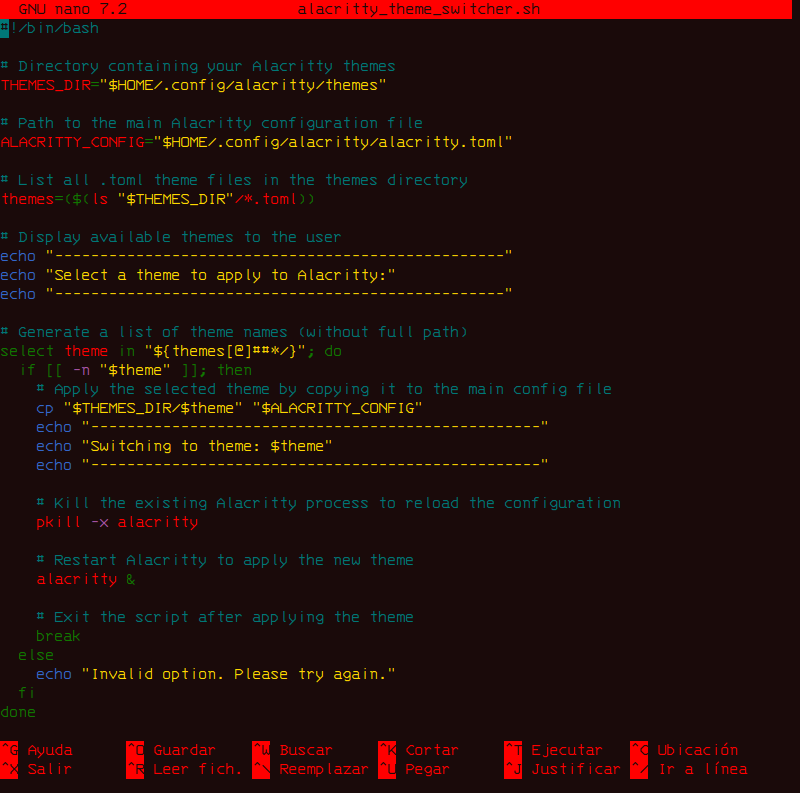 GNU nano 7.2 alacritty_theme_switcher.sh
#!/bin/bash
# Directory containing your Alacritty themes
THEMES_DIR="$HOME/.config/alacritty/themes"
# Path to the main Alacritty configuration file
ALACRITTY_CONFIG="$HOME/.config/alacritty/alacritty.toml"
# List all .toml theme files in the themes directory
themes=($(ls "$THEMES_DIR"/*.toml))
# Display available themes to the user
echo "--------------------------------------------------"
echo "Select a theme to apply to Alacritty:"
echo "--------------------------------------------------"
# Generate a list of theme names (without full path)
select theme in "${themes[@]##*/}"; do
  if [[ -n "$theme" ]]; then
    # Apply the selected theme by copying it to the main config file
    cp "$THEMES_DIR/$theme" "$ALACRITTY_CONFIG"
    echo "--------------------------------------------------"
    echo "Switching to theme: $theme"
    echo "--------------------------------------------------"
    # Kill the existing Alacritty process to reload the configuration
    pkill -x alacritty
    # Restart Alacritty to apply the new theme
    alacritty &
    # Exit the script after applying the theme
    break
  else
    echo "Invalid option. Please try again."
  fi
done
^G Ayuda ^O Guardar ^W Buscar ^K Cortar ^T Ejecutar ^C Ubicación
^X Salir ^R Leer fich. ^\ Reemplazar ^U Pegar ^J Justificar ^/ Ir a línea